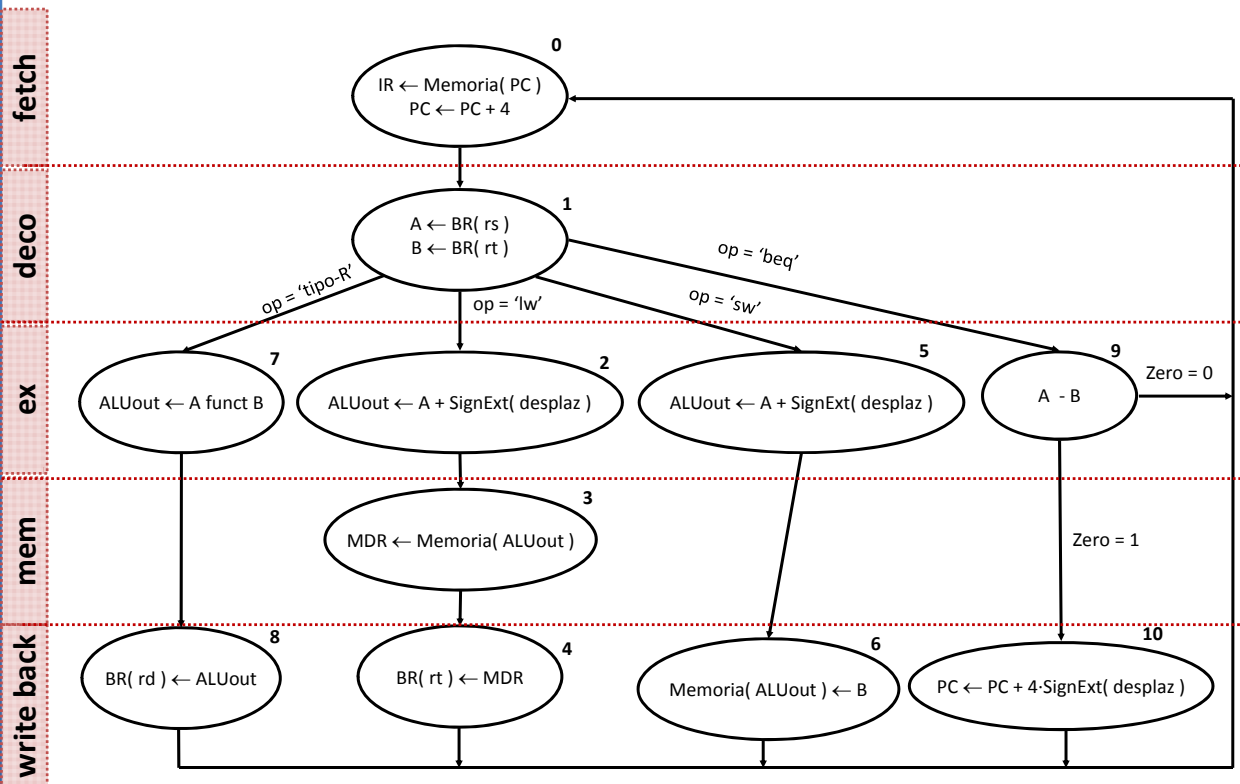 fetch
0
IR ← Memoria( PC )
PC ← PC + 4
deco
1
A ← BR( rs )
B ← BR( rt )
op = ‘tipo-R’
op = ‘lw’
op = ‘sw’
op = ‘beq’
ex
7
ALUout ← A funct B
2
ALUout ← A + SignExt( desplaz )
5
ALUout ← A + SignExt( desplaz )
9
A - B
Zero = 0
mem
3
MDR ← Memoria( ALUout )
Zero = 1
write back
8
BR( rd ) ← ALUout
4
BR( rt ) ← MDR
6
Memoria( ALUout ) ← B
10
PC ← PC + 4·SignExt( desplaz )